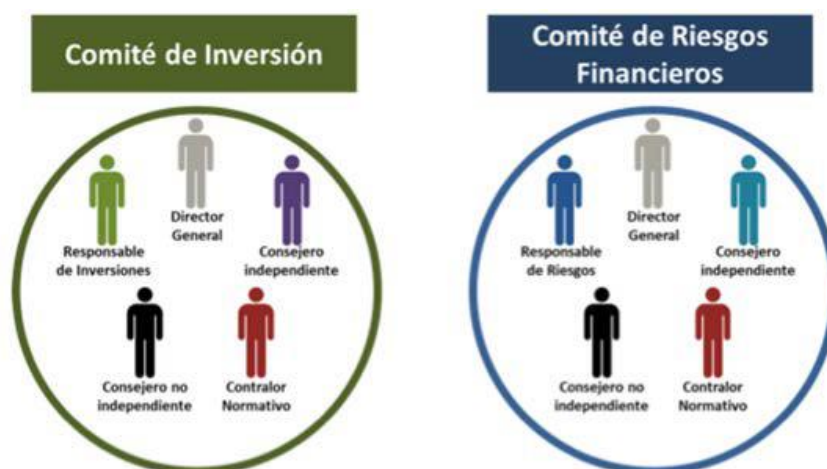 Comité de Inversión
Comité de Riesgos
Financieros
Director
General
Responsable
de Inversiones
Consejero
independiente
Consejero no
independiente
Contralor
Normativo
Director
General
Responsable
de Riesgos
Consejero
independiente
Consejero no
independiente
Contralor
Normativo